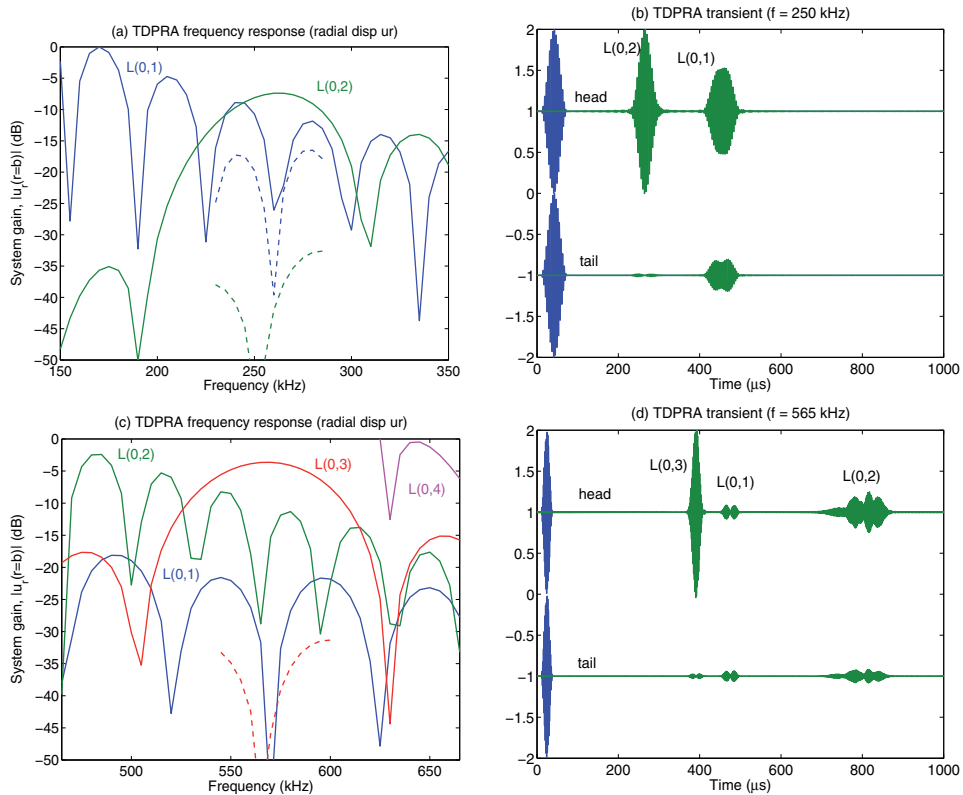 (a) TDPRA frequency response (radial disp ur)
System gain, |u_r(r=b)| (dB)
0
−5
−10
−15
−20
−25
−30
−35
−40
−45
−50
L(0,1)
L(0,2)
150 200 250 300 350
Frequency (kHz)
(b) TDPRA transient (f = 250 kHz)
2
1.5
1
0.5
0
−0.5
−1
−1.5
−2
L(0,2)
L(0,1)
head
tail
0 200 400 600 800 1000
Time (μs)
(c) TDPRA frequency response (radial disp ur)
System gain, |u_r(r=b)| (dB)
0
−5
−10
−15
−20
−25
−30
−35
−40
−45
−50
L(0,2)
L(0,3)
L(0,4)
L(0,1)
500 550 600 650
Frequency (kHz)
(d) TDPRA transient (f = 565 kHz)
2
1.5
1
0.5
0
−0.5
−1
−1.5
−2
L(0,3)
L(0,1)
L(0,2)
head
tail
0 200 400 600 800 1000
Time (μs)